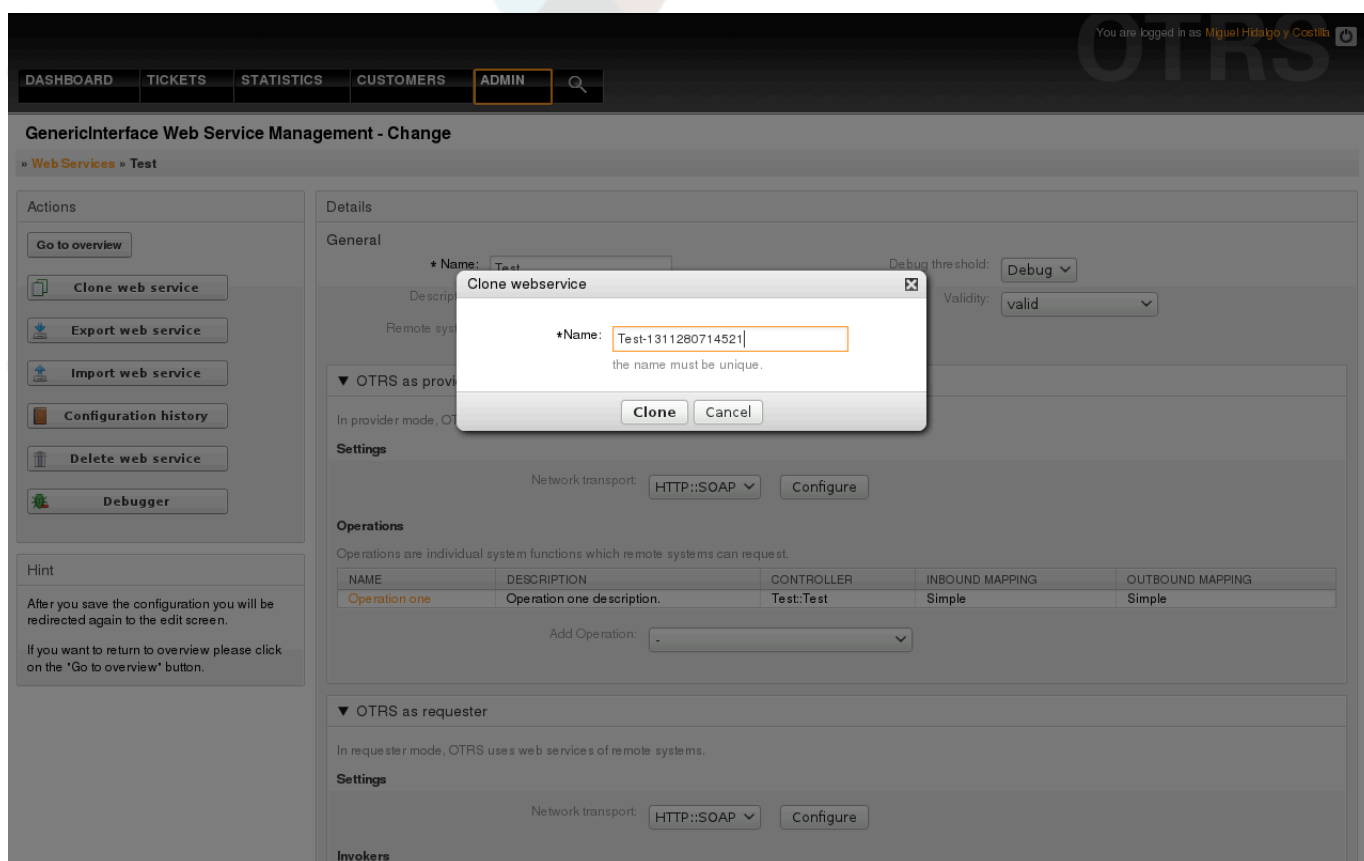 OTRS
You are logged in as Miguel Hidalgo y Costilla
DASHBOARD TICKETS STATISTICS CUSTOMERS ADMIN
GenericInterface Web Service Management - Change
» Web Services » Test
Actions
Go to overview
Clone web service
Export web service
Import web service
Configuration history
Delete web service
Debugger
Hint
After you save the configuration you will be
redirected again to the edit screen.
If you want to return to overview please click
on the "Go to overview" button.
Details
General
* Name: Test
Debug threshold: Debug
Descrip
Validity: valid
Remote syst
Clone webservice
*Name: Test-1311280714521
the name must be unique.
Clone Cancel
▼ OTRS as provi
In provider mode, OT
Settings
Network transport: HTTP::SOAP Configure
Operations
Operations are individual system functions which remote systems can request.
NAME DESCRIPTION CONTROLLER INBOUND MAPPING OUTBOUND MAPPING
Operation one Operation one description. Test::Test Simple Simple
Add Operation: -
▼ OTRS as requester
In requester mode, OTRS uses web services of remote systems.
Settings
Network transport: HTTP::SOAP Configure
Invokers